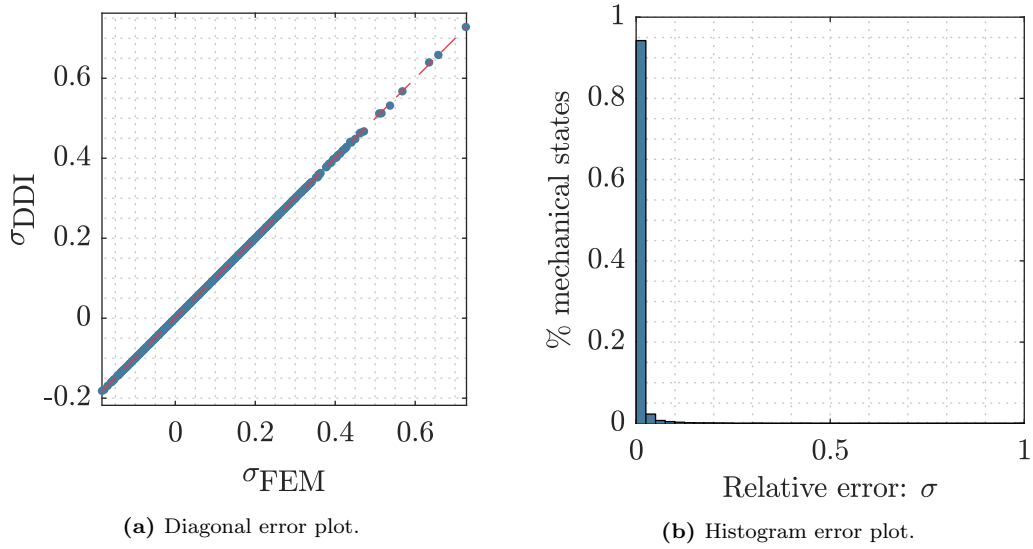 0.6
0.4
0.2
0
-0.2
σDDI
0 0.2 0.4 0.6
σFEM
(a) Diagonal error plot.
1
0.8
0.6
0.4
0.2
0
% mechanical states
0 0.5 1
Relative error: σ
(b) Histogram error plot.